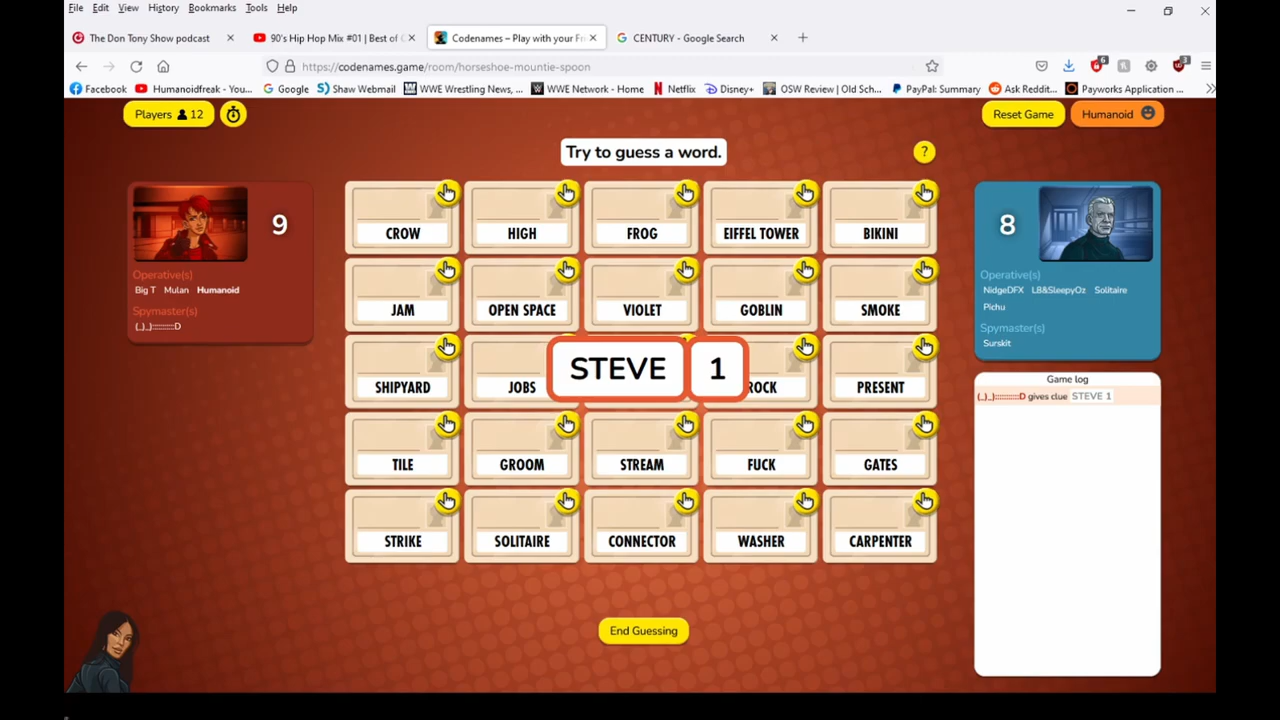 File Edit View History Bookmarks Tools Help
The Don Tony Show podcast
90's Hip Hop Mix #01 | Best of
Codenames – Play with your Fr
CENTURY - Google Search
https://codenames.game/room/horseshoe-mountie-spoon
6
3
Facebook
Humanoidfreak - You...
Google
Shaw Webmail
WWE Wrestling News, ...
WWE Network - Home
Netflix
Disney+
OSW Review | Old Sch...
PayPal: Summary
Ask Reddit...
Payworks Application ...
Players 12
Reset Game
Humanoid
Try to guess a word.
?
9
Operative(s)
Big T Mulan Humanoid
Spymaster(s)
(_)_):::::::::::D
CROW HIGH FROG EIFFEL TOWER BIKINI
JAM OPEN SPACE VIOLET GOBLIN SMOKE
SHIPYARD JOBS ROCK PRESENT
STEVE 1
TILE GROOM STREAM FUCK GATES
STRIKE SOLITAIRE CONNECTOR WASHER CARPENTER
End Guessing
8
Operative(s)
NidgeDFX LB&SleepyOz Solitaire
Pichu
Spymaster(s)
Surskit
Game log
(_)_):::::::::::D gives clue STEVE 1